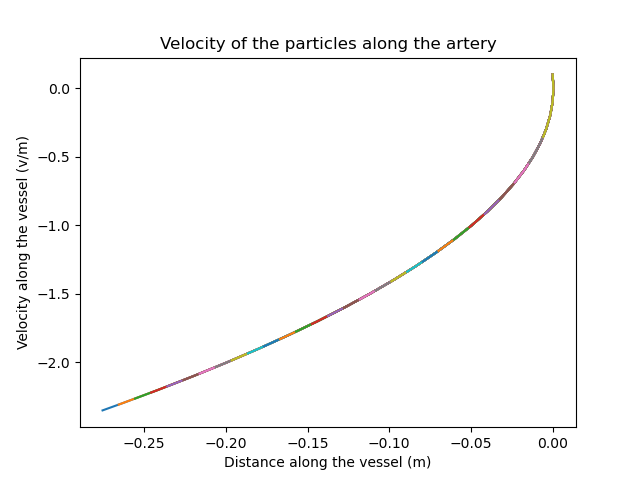 Velocity of the particles along the artery
Velocity along the vessel (v/m)
0.0
−0.5
−1.0
−1.5
−2.0
−0.25 −0.20 −0.15 −0.10 −0.05 0.00
Distance along the vessel (m)